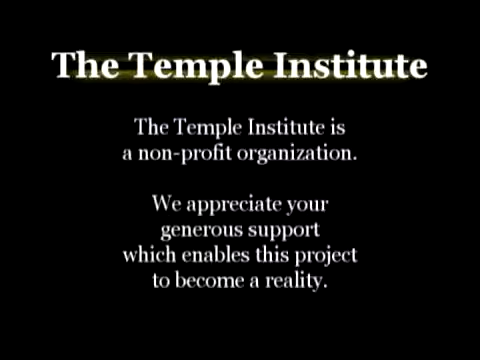 The Temple Institute
The Temple Institute is
a non-profit organization.
We appreciate your
generous support
which enables this project
to become a reality.